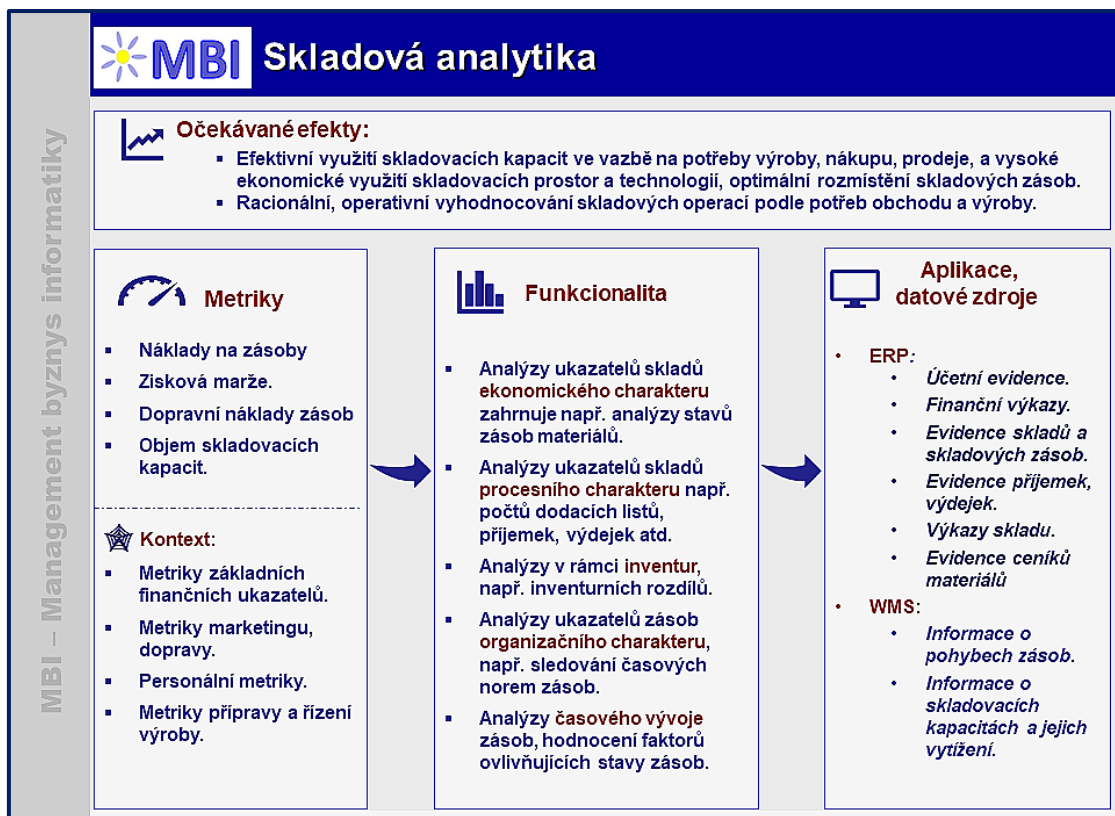 MBI – Management byznys informatiky
MBI
Skladová analytika
Očekávané efekty:
▪ Efektivní využití skladovacích kapacit ve vazbě na potřeby výroby, nákupu, prodeje, a vysoké
ekonomické využití skladovacích prostor a technologií, optimální rozmístění skladových zásob.
▪ Racionální, operativní vyhodnocování skladových operací podle potřeb obchodu a výroby.
Metriky
▪ Náklady na zásoby
▪ Zisková marže.
▪ Dopravní náklady zásob
▪ Objem skladovacích
kapacit.
Kontext:
▪ Metriky základních
finančních ukazatelů.
▪ Metriky marketingu,
dopravy.
▪ Personální metriky.
▪ Metriky přípravy a řízení
výroby.
Funkcionalita
▪ Analýzy ukazatelů skladů
ekonomického charakteru
zahrnuje např. analýzy stavů
zásob materiálů.
▪ Analýzy ukazatelů skladů
procesního charakteru např.
počtů dodacích listů,
příjemek, výdejek atd.
▪ Analýzy v rámci inventur,
např. inventurních rozdílů.
▪ Analýzy ukazatelů zásob
organizačního charakteru,
např. sledování časových
norem zásob.
▪ Analýzy časového vývoje
zásob, hodnocení faktorů
ovlivňujících stavy zásob.
Aplikace,
datové zdroje
• ERP:
• Účetní evidence.
• Finanční výkazy.
• Evidence skladů a
skladových zásob.
• Evidence příjemek,
výdejek.
• Výkazy skladu.
• Evidence ceníků
materiálů
• WMS:
• Informace o
pohybech zásob.
• Informace o
skladovacích
kapacitách a jejich
vytížení.